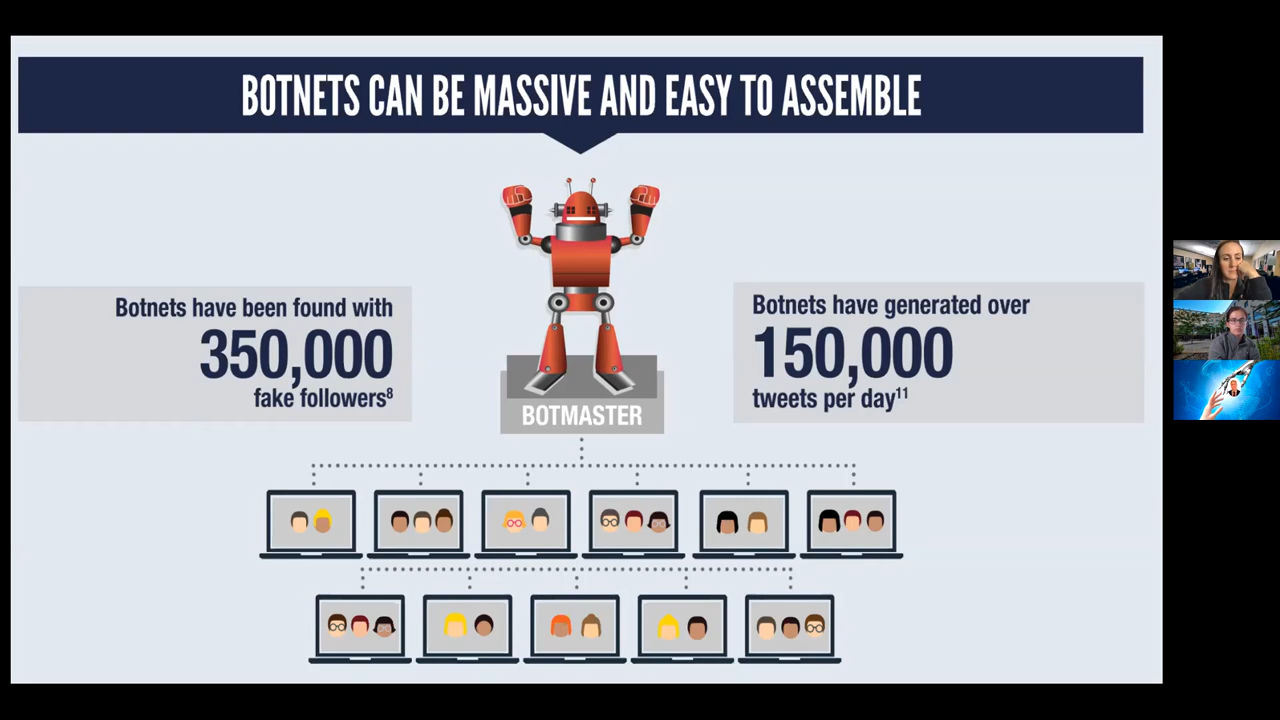 BOTNETS CAN BE MASSIVE AND EASY TO ASSEMBLE
Botnets have been found with
350,000
fake followers⁸
Botnets have generated over
150,000
tweets per day¹¹
BOTMASTER